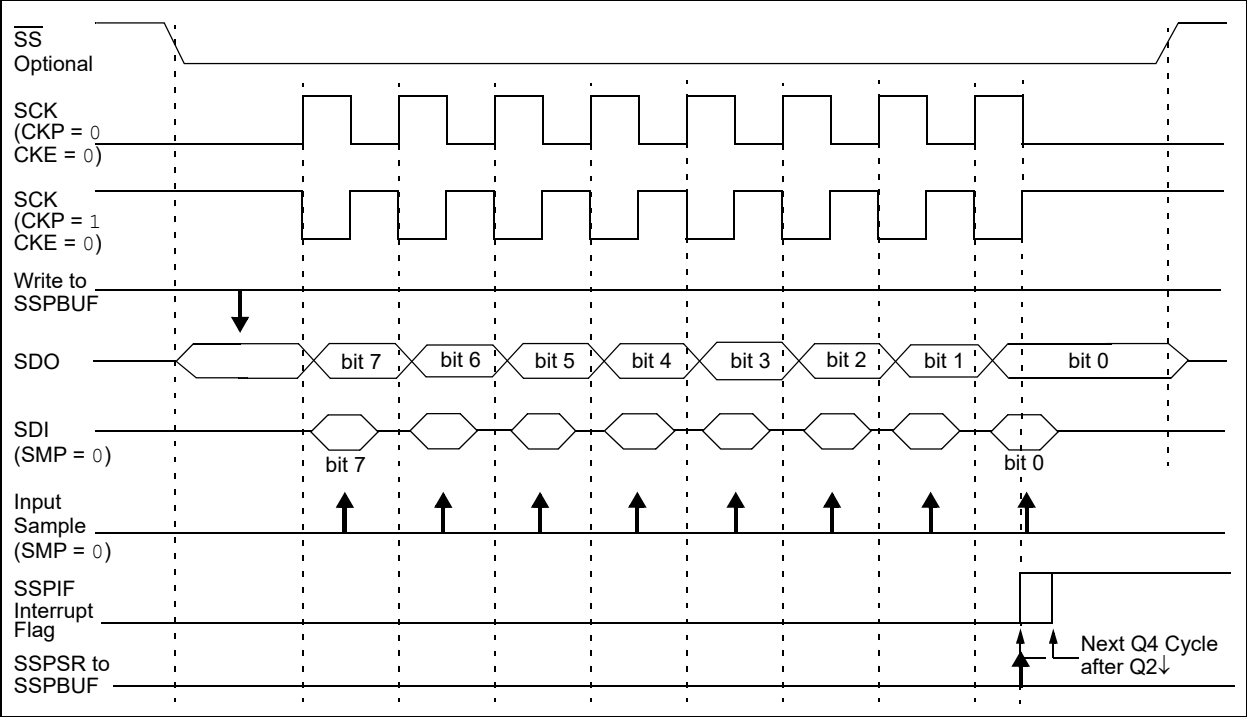 SS
Optional
SCK
(CKP = 0
CKE = 0)
SCK
(CKP = 1
CKE = 0)
Write to
SSPBUF
SDO
bit 7 bit 6 bit 5 bit 4 bit 3 bit 2 bit 1 bit 0
SDI
(SMP = 0)
bit 7 bit 0
Input
Sample
(SMP = 0)
SSPIF
Interrupt
Flag
Next Q4 Cycle
after Q2↓
SSPSR to
SSPBUF